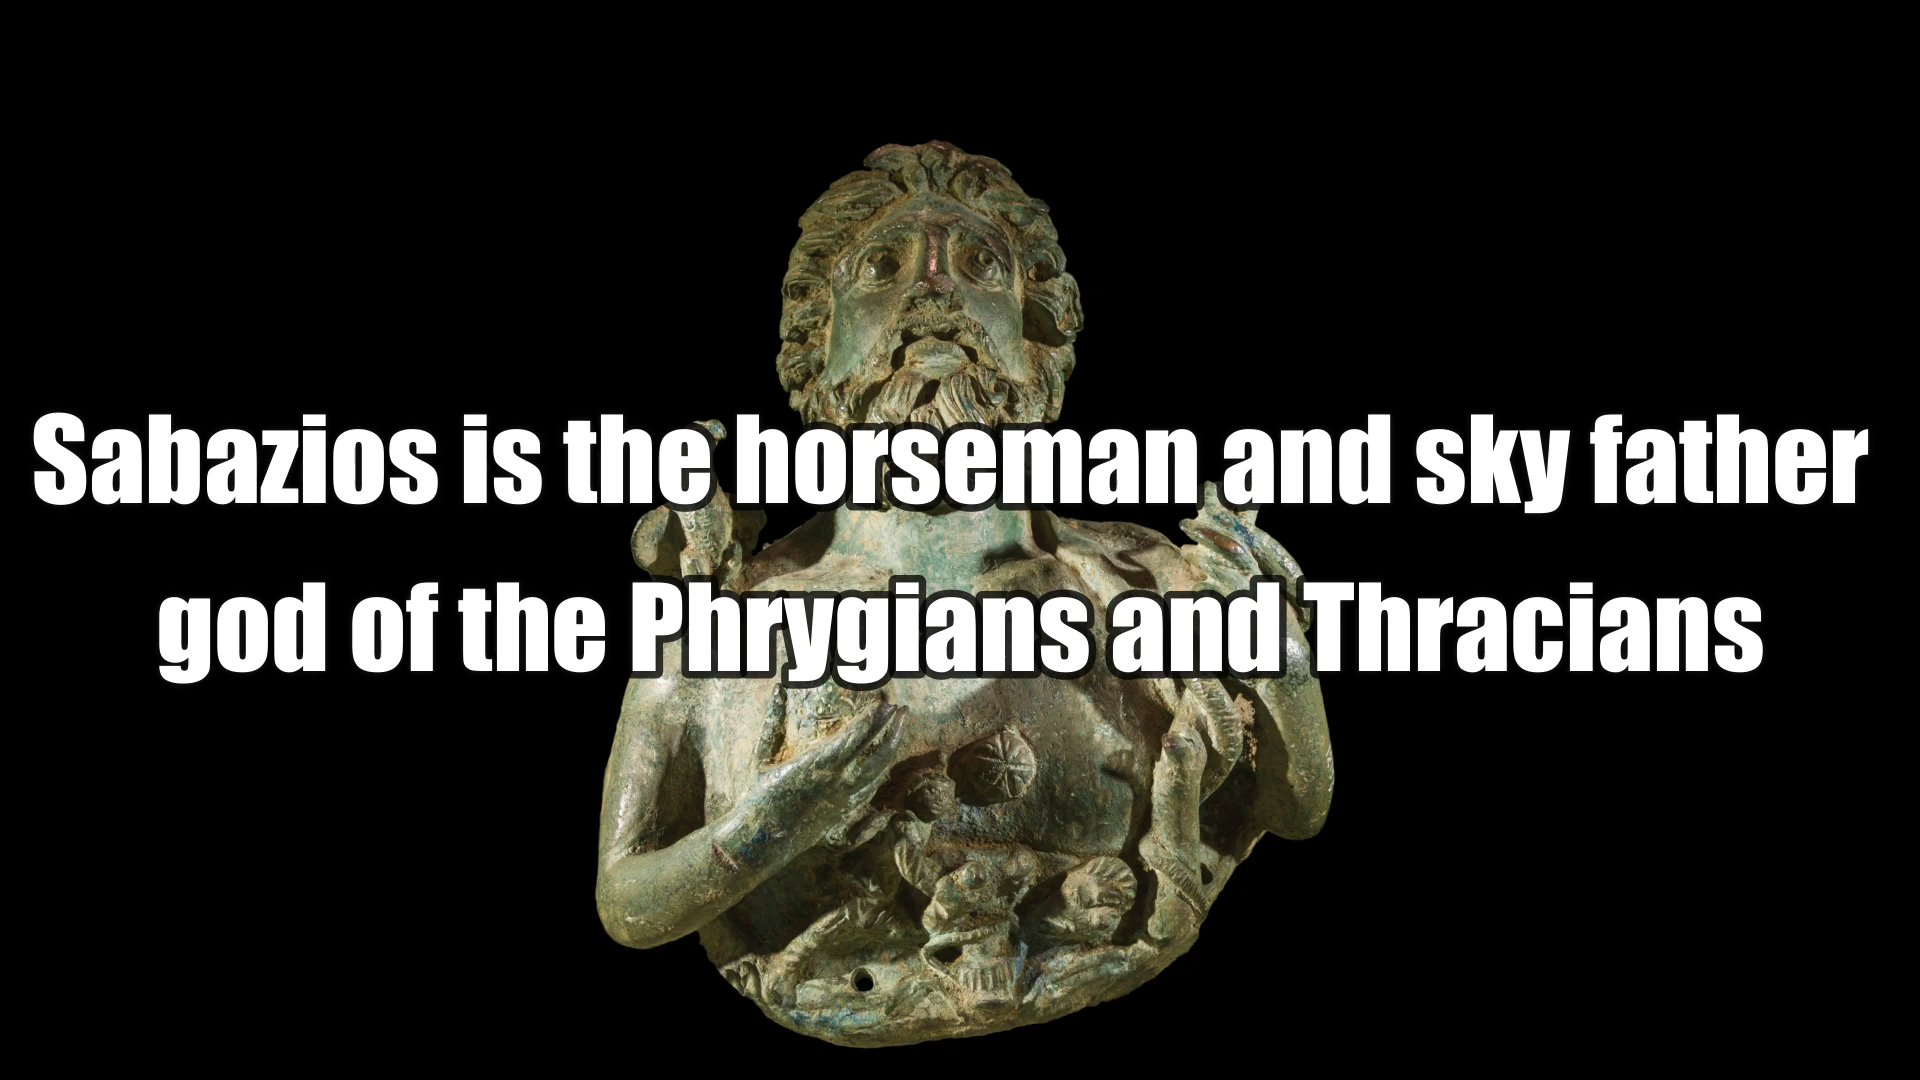 Sabazios is the horseman and sky father
god of the Phrygians and Thracians